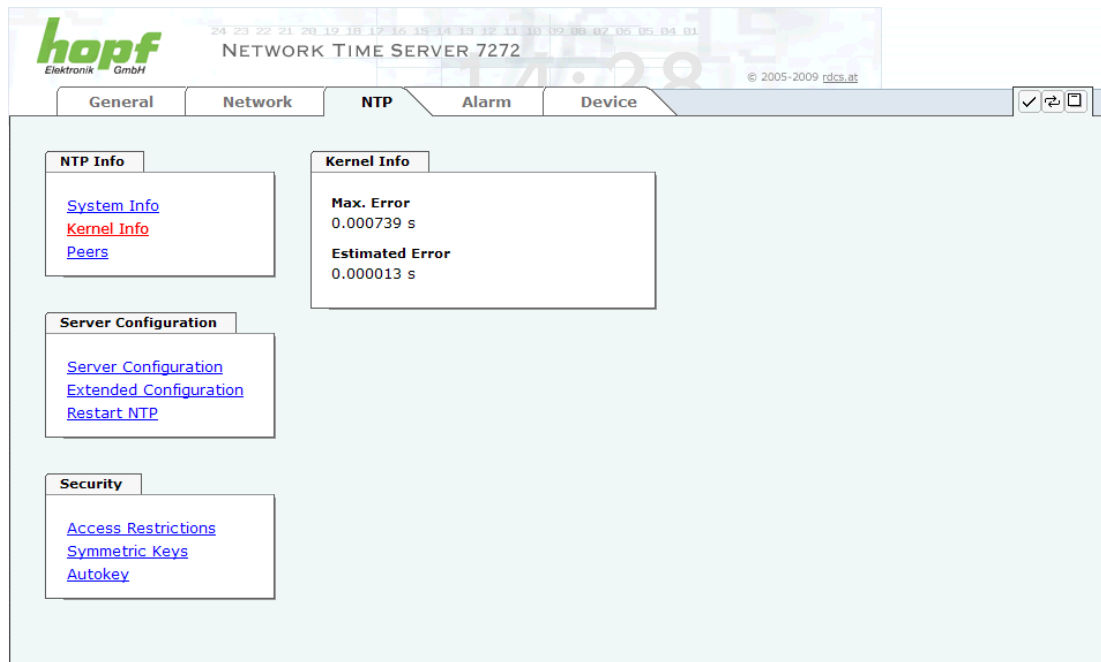 hopf
Elektronik GmbH
24 23 22 21 20 19 18 17 16 15 14 13 12 11 10 09 08 07 06 05 04 01
NETWORK TIME SERVER 7272
14:28
© 2005-2009 rdcs.at
General Network NTP Alarm Device
NTP Info
System Info
Kernel Info
Peers
Kernel Info
Max. Error
0.000739 s
Estimated Error
0.000013 s
Server Configuration
Server Configuration
Extended Configuration
Restart NTP
Security
Access Restrictions
Symmetric Keys
Autokey